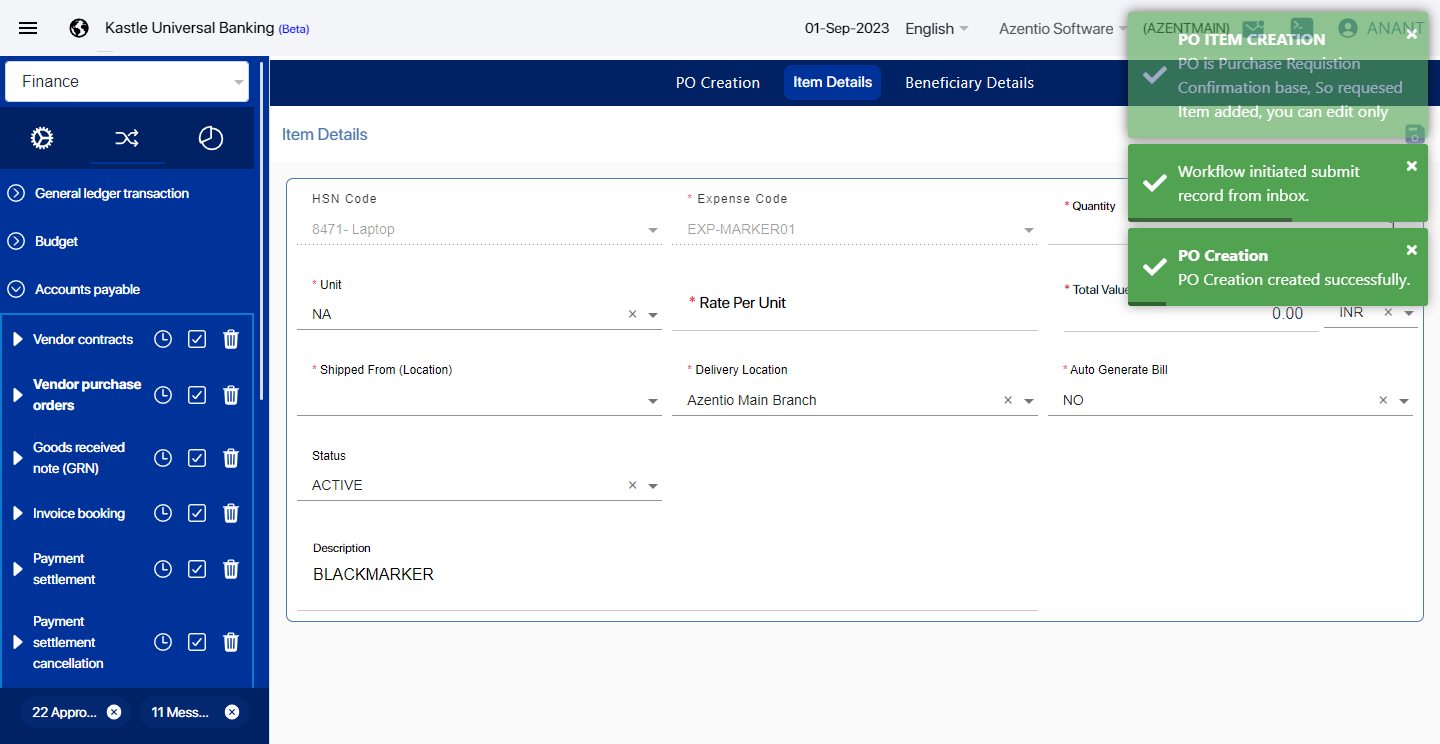 Kastle Universal Banking (Beta)
01-Sep-2023
English
Azentio Software
(AZENTMAIN)
ANANT
Finance
PO Creation
Item Details
Beneficiary Details
PO ITEM CREATION
PO is Purchase Requistion
Confirmation base, So requesed
Item added, you can edit only
Workflow initiated submit
record from inbox.
PO Creation
PO Creation created successfully.
General ledger transaction
Budget
Accounts payable
Vendor contracts
Vendor purchase
orders
Goods received
note (GRN)
Invoice booking
Payment
settlement
Payment
settlement
cancellation
22 Appro...
11 Mess...
Item Details
HSN Code
8471- Laptop
* Expense Code
EXP-MARKER01
* Quantity
* Unit
NA
* Rate Per Unit
* Total Value
0.00
INR
* Shipped From (Location)
* Delivery Location
Azentio Main Branch
* Auto Generate Bill
NO
Status
ACTIVE
Description
BLACKMARKER